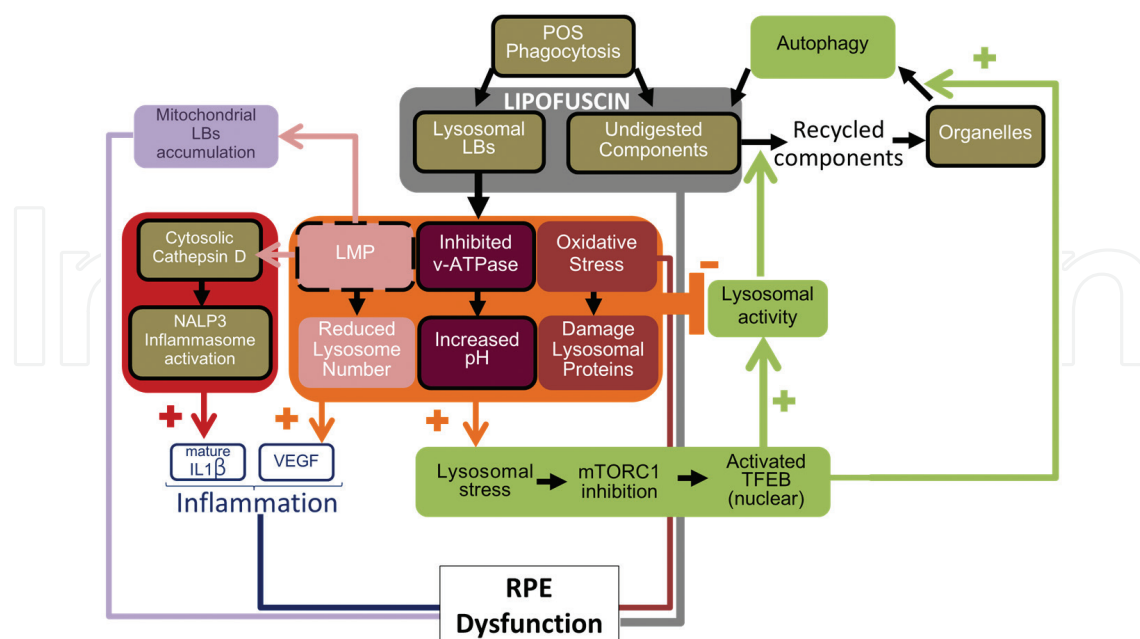 POS
Phagocytosis
Autophagy
+
LIPOFUSCIN
Mitochondrial
LBs
accumulation
Lysosomal
LBs
Undigested
Components
Recycled
components
Organelles
Cytosolic
Cathepsin D
LMP
Inhibited
v-ATPase
Oxidative
Stress
-
Lysosomal
activity
NALP3
Inflammasome
activation
Reduced
Lysosome
Number
Increased
pH
Damage
Lysosomal
Proteins
+
+
+
+
mature
IL1β
VEGF
Inflammation
Lysosomal
stress
mTORC1
inhibition
Activated
TFEB
(nuclear)
RPE
Dysfunction